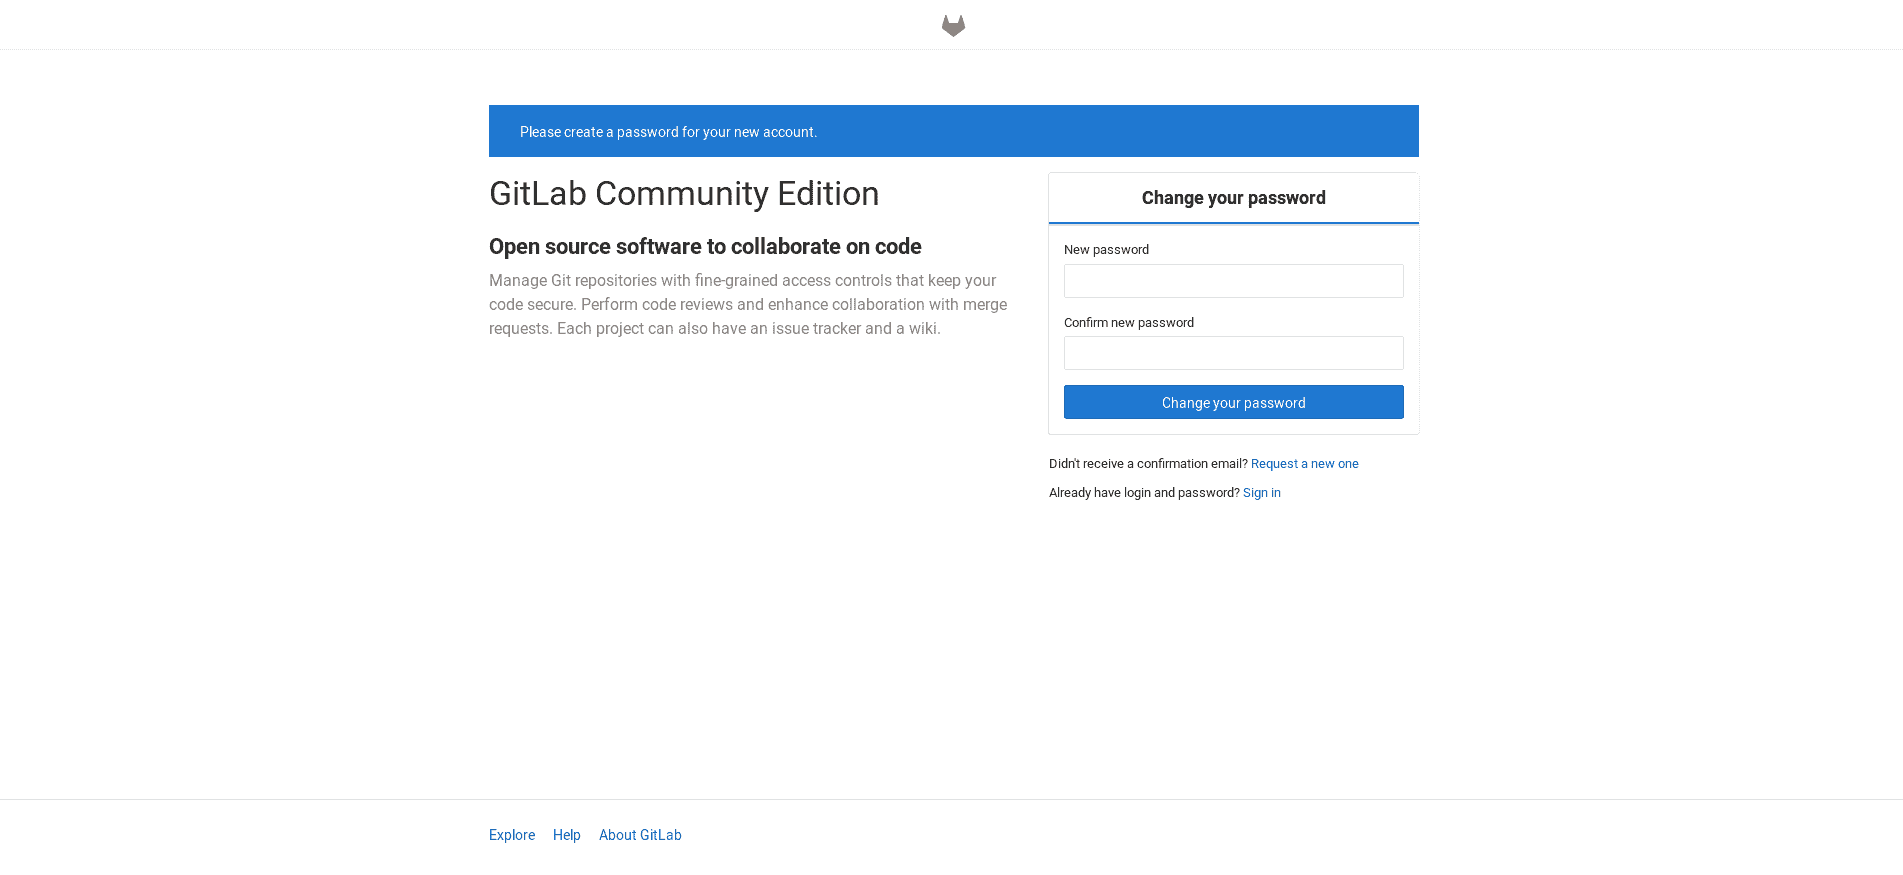 Please create a password for your new account.
GitLab Community Edition
Open source software to collaborate on code
Manage Git repositories with fine-grained access controls that keep your
code secure. Perform code reviews and enhance collaboration with merge
requests. Each project can also have an issue tracker and a wiki.
Change your password
New password
Confirm new password
Change your password
Didn't receive a confirmation email? Request a new one
Already have login and password? Sign in
Explore Help About GitLab